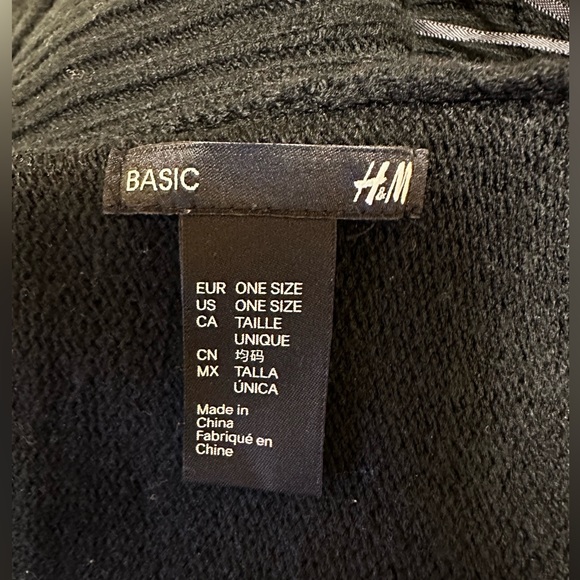 BASIC H&M
EUR ONE SIZE
US ONE SIZE
CA TAILLE
UNIQUE
CN 均码
MX TALLA
ÚNICA
Made in
China
Fabriqué en
Chine